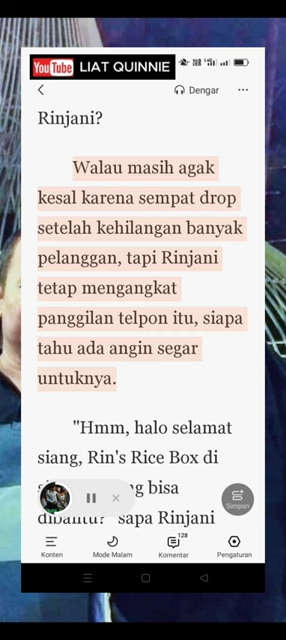 YouTube LIAT QUINNIE
Dengar
Rinjani?
Walau masih agak
kesal karena sempat drop
setelah kehilangan banyak
pelanggan, tapi Rinjani
tetap mengangkat
panggilan telpon itu, siapa
tahu ada angin segar
untuknya.
"Hmm, halo selamat
siang, Rin's Rice Box di
bisa
dibantu?" sapa Rinjani
Simpan
128
Konten Mode Malam Komentar Pengaturan